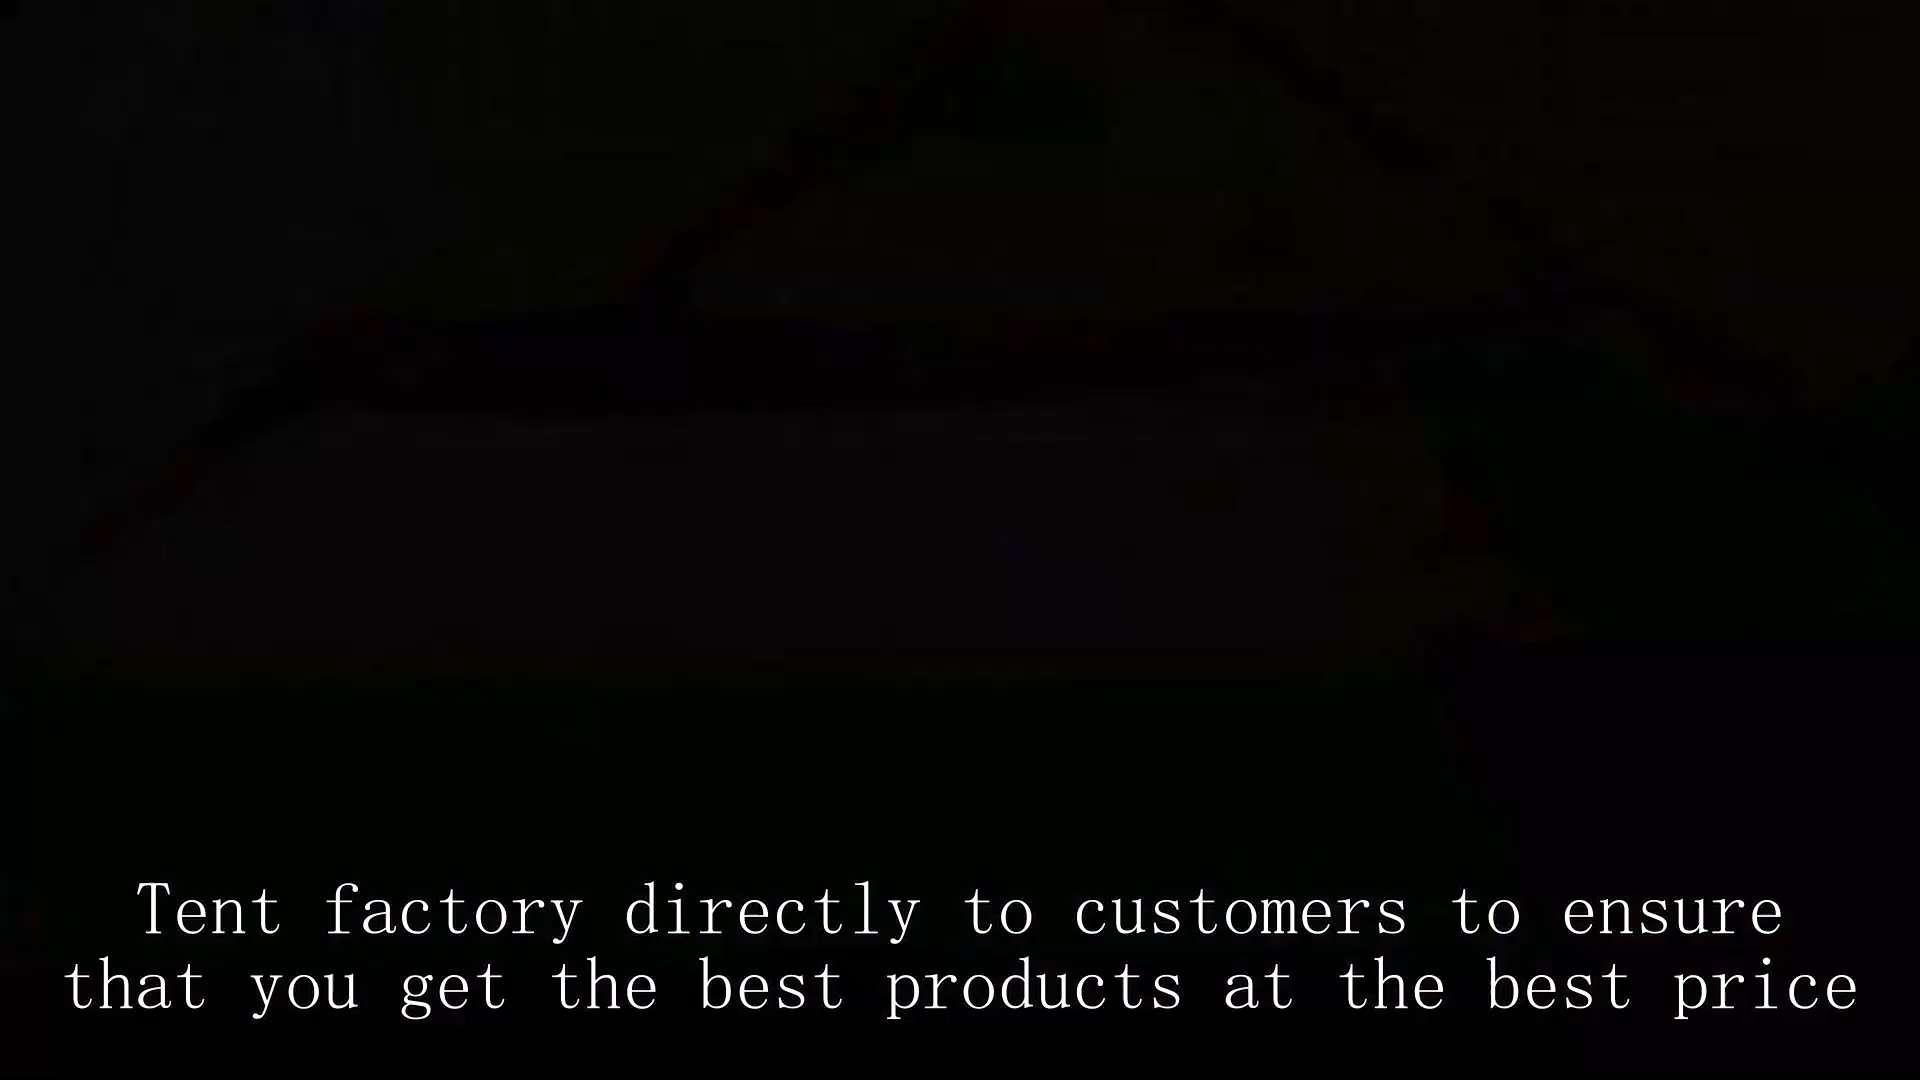 Tent factory directly to customers to ensure
that you get the best products at the best price